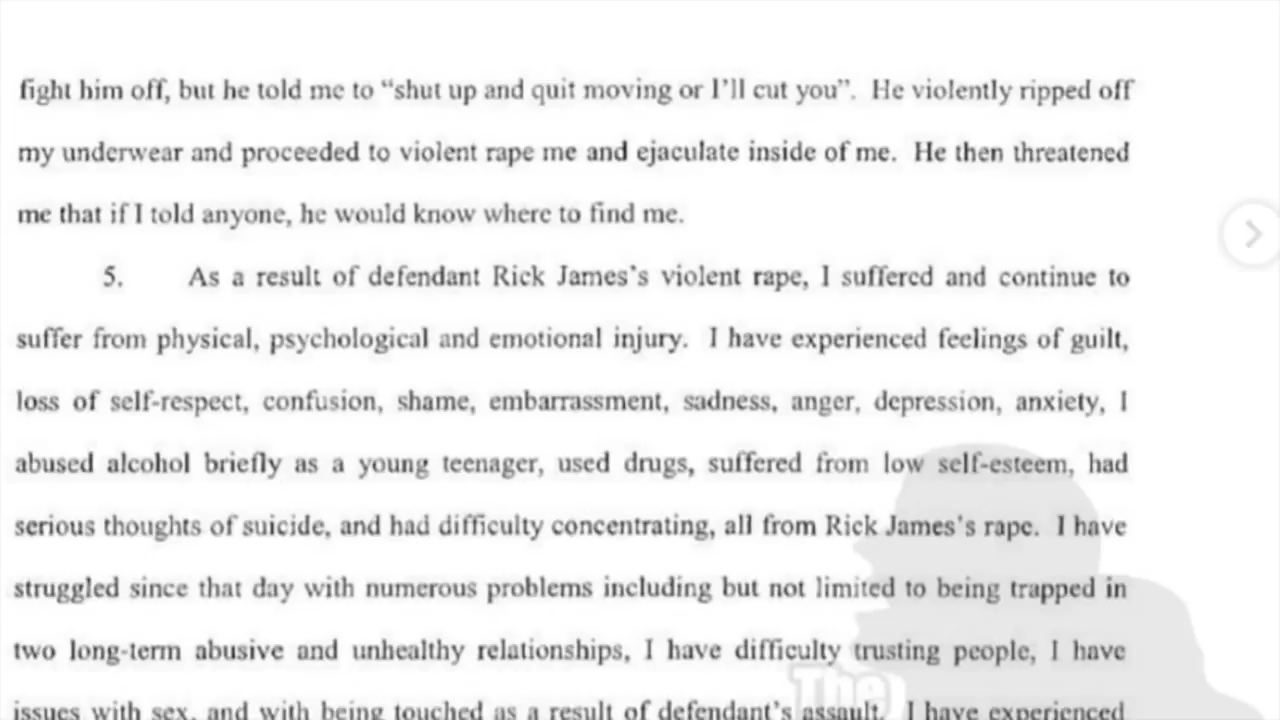 fight him off, but he told me to “shut up and quit moving or I’ll cut you”. He violently ripped off
my underwear and proceeded to violent rape me and ejaculate inside of me. He then threatened
me that if I told anyone, he would know where to find me.
5. As a result of defendant Rick James’s violent rape, I suffered and continue to
suffer from physical, psychological and emotional injury. I have experienced feelings of guilt,
loss of self-respect, confusion, shame, embarrassment, sadness, anger, depression, anxiety, I
abused alcohol briefly as a young teenager, used drugs, suffered from low self-esteem, had
serious thoughts of suicide, and had difficulty concentrating, all from Rick James’s rape. I have
struggled since that day with numerous problems including but not limited to being trapped in
two long-term abusive and unhealthy relationships, I have difficulty trusting people, I have
issues with sex, and with being touched as a result of defendant’s assault. I have experienced
The